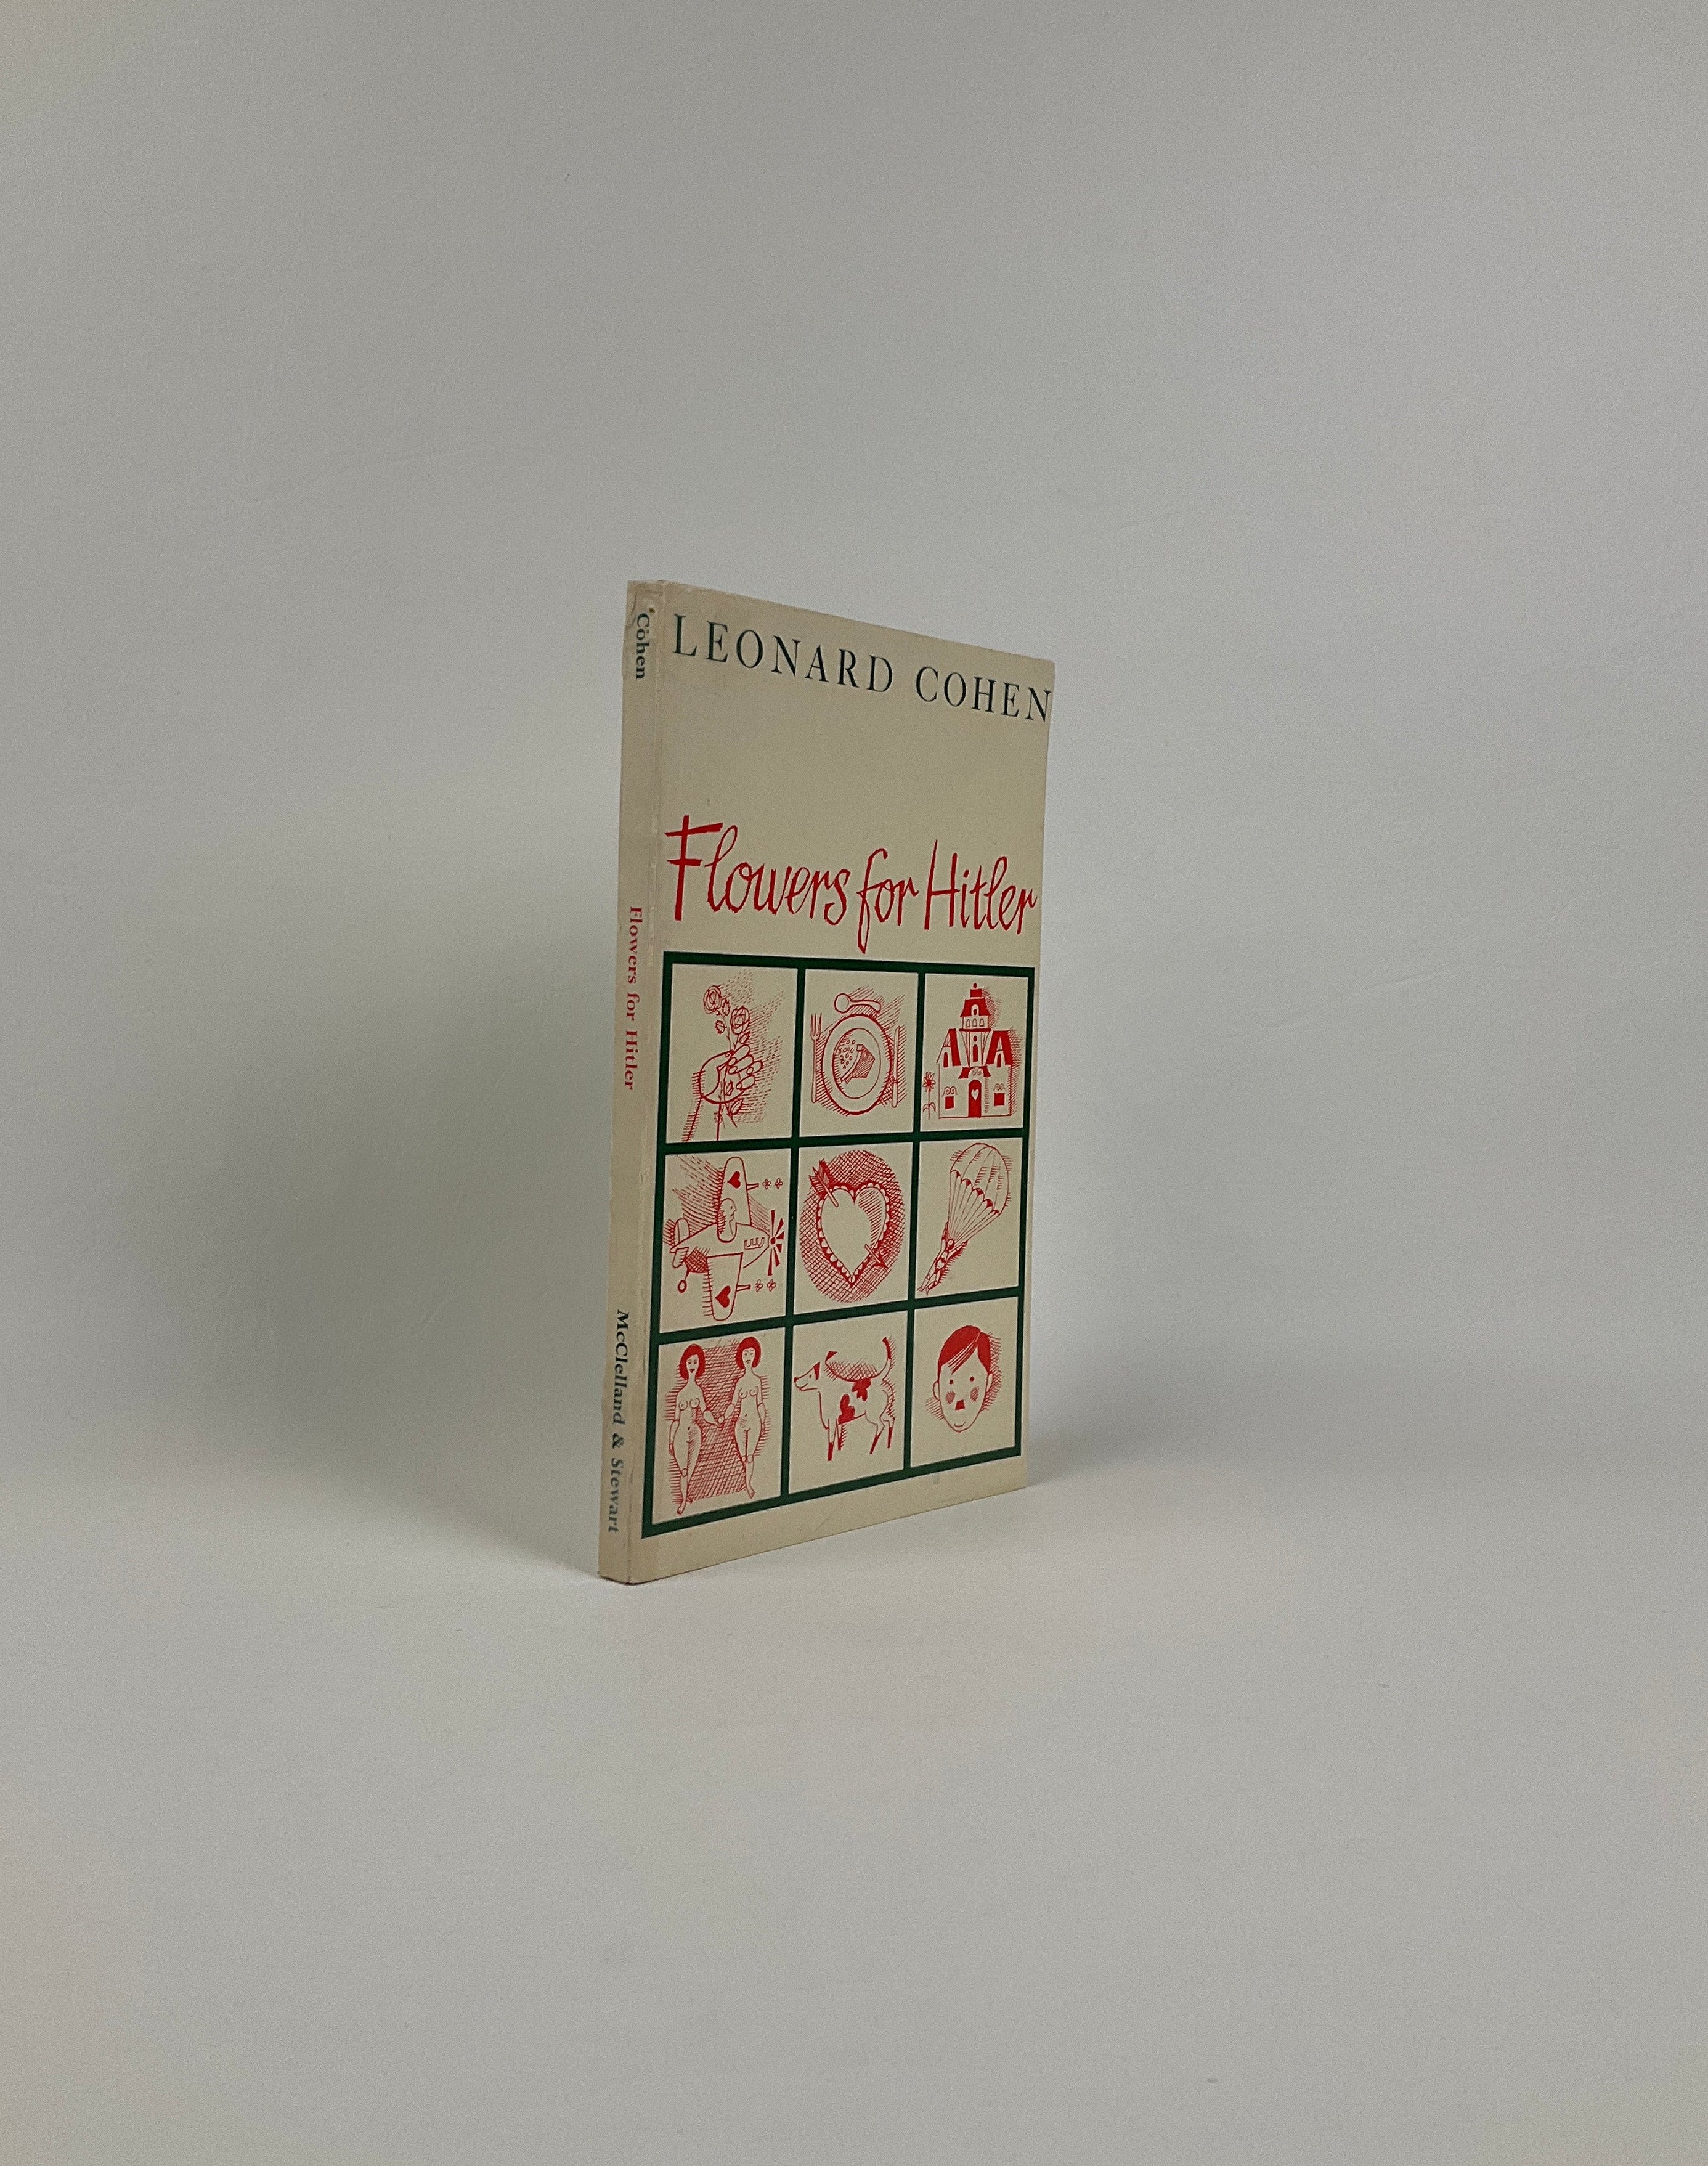 LEONARD COHEN
Flowers for Hitler
Cohen
Flowers for Hitler
McClelland & Stewart